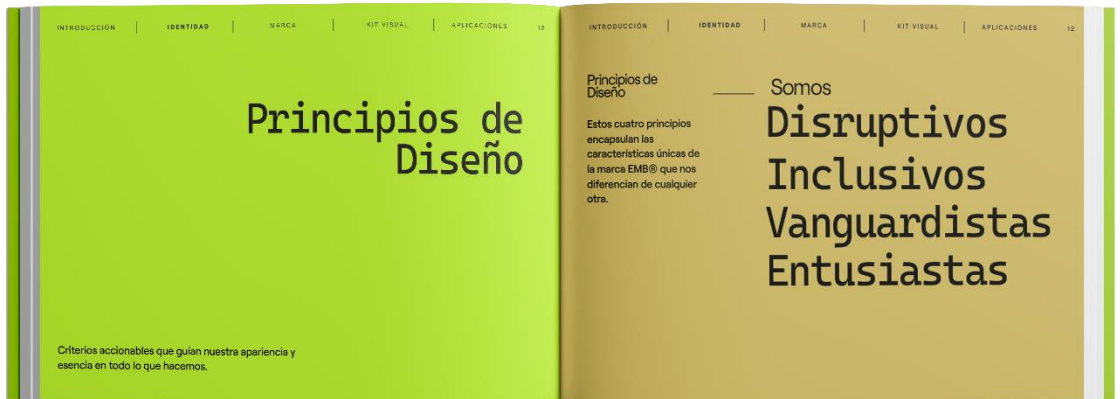 INTRODUCCIÓN IDENTIDAD MARCA KIT VISUAL APLICACIONES 13
Principios de
Diseño
Criterios accionables que guían nuestra apariencia y
esencia en todo lo que hacemos.
INTRODUCCIÓN IDENTIDAD MARCA KIT VISUAL APLICACIONES 12
Principios de
Diseño
Estos cuatro principios
encapsulan las
características únicas de
la marca EMB® que nos
diferencian de cualquier
otra.
Somos
Disruptivos
Inclusivos
Vanguardistas
Entusiastas